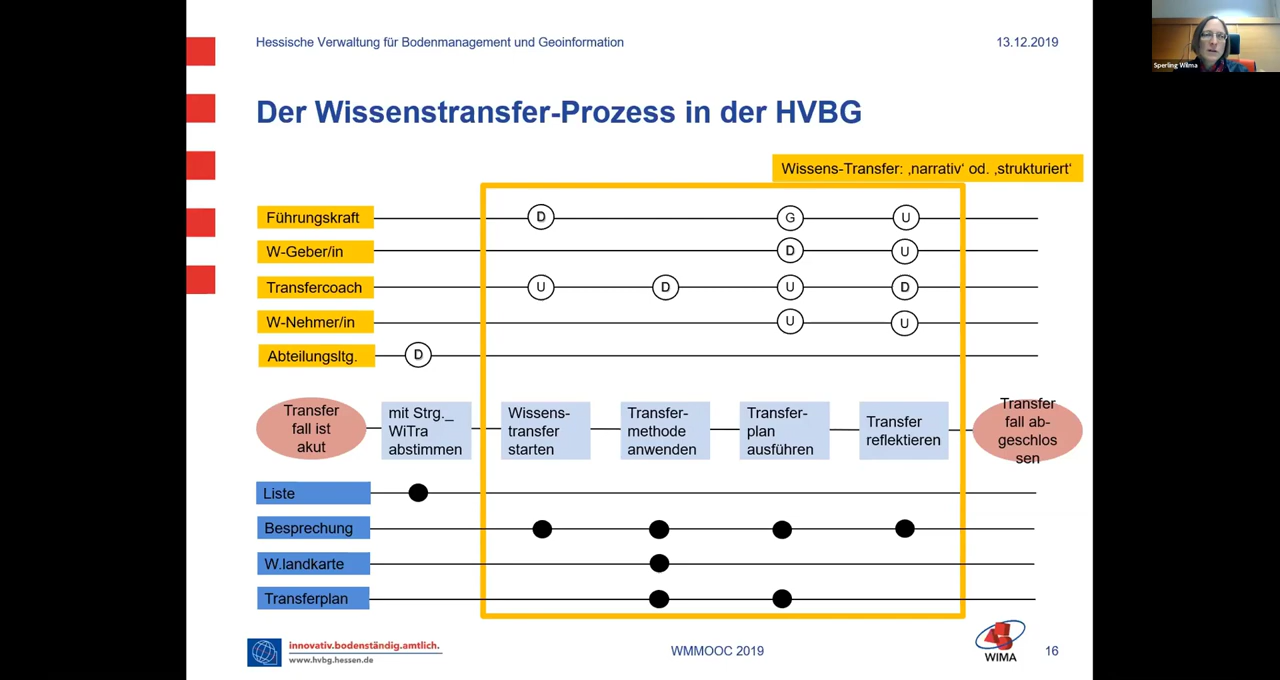 Hessische Verwaltung für Bodenmanagement und Geoinformation
13.12.2019
Sperling Wilma
Der Wissenstransfer-Prozess in der HVBG
Wissens-Transfer: ‚narrativ‘ od. ‚strukturiert‘
Führungskraft
D
G
U
W-Geber/in
D
U
Transfercoach
U
D
U
D
W-Nehmer/in
U
U
Abteilungsltg.
D
Transfer
fall ist
akut
mit Strg._
WiTra
abstimmen
Wissens-
transfer
starten
Transfer-
methode
anwenden
Transfer-
plan
ausführen
Transfer
reflektieren
Transfer
fall ab-
geschlos
sen
Liste
Besprechung
W.landkarte
Transferplan
innovativ.bodenständig.amtlich.
www.hvbg.hessen.de
WMMOOC 2019
WIMA
16